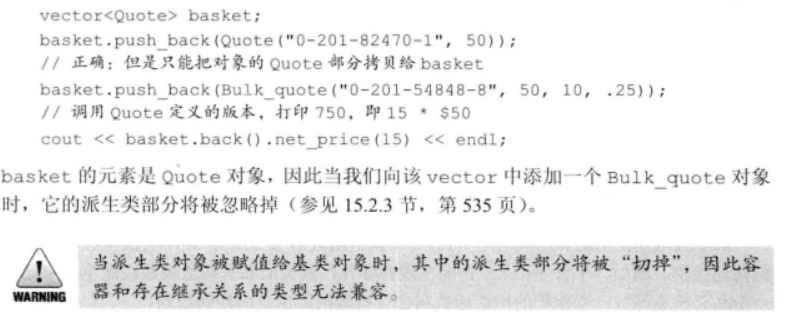 vector<Quote> basket;
basket.push_back(Quote("0-201-82470-1", 50));
// 正确：但是只能把对象的 Quote 部分拷贝给 basket
basket.push_back(Bulk_quote("0-201-54848-8", 50, 10, .25));
// 调用 Quote 定义的版本，打印 750，即 15 * $50
cout << basket.back().net_price(15) << endl;
basket 的元素是 Quote 对象，因此当我们向该 vector 中添加一个 Bulk_quote 对象
时，它的派生类部分将被忽略掉（参见 15.2.3 节，第 535 页）。
当派生类对象被赋值给基类对象时，其中的派生类部分将被“切掉”，因此容
WARNING 器和存在继承关系的类型无法兼容。